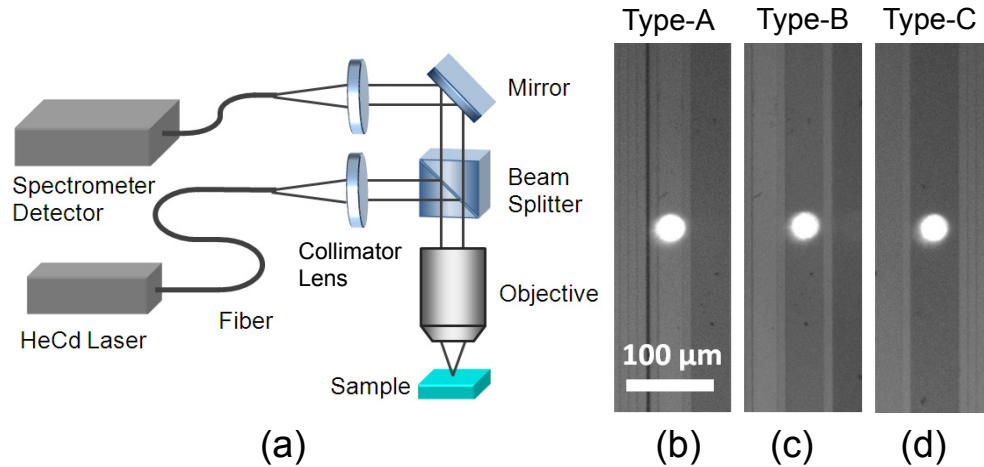 Type-A
Type-B
Type-C
Mirror
Spectrometer
Detector
Beam
Splitter
Collimator
Lens
Objective
HeCd Laser
Fiber
Sample
100 µm
(a)
(b)
(c)
(d)